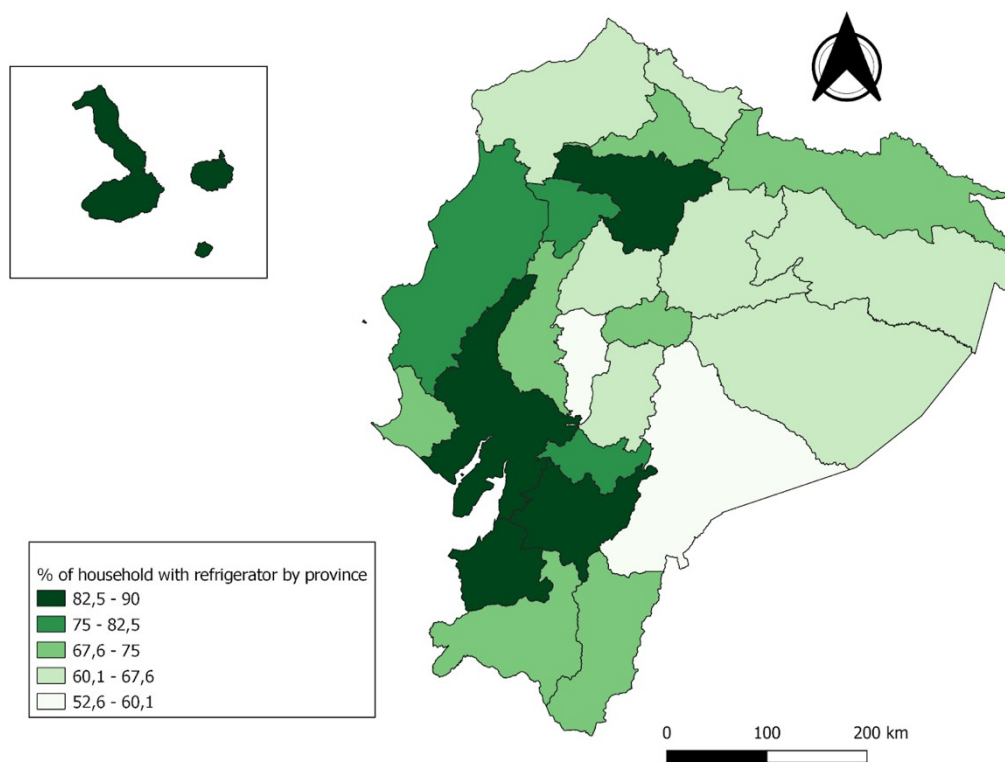 % of household with refrigerator by province
82,5 - 90
75 - 82,5
67,6 - 75
60,1 - 67,6
52,6 - 60,1
0 100 200 km